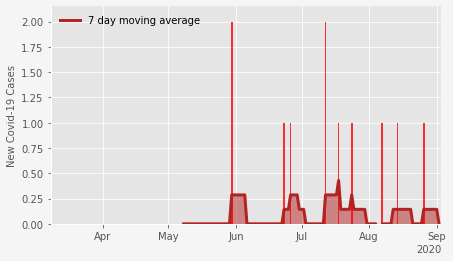 7 day moving average
New Covid-19 Cases
2.00
1.75
1.50
1.25
1.00
0.75
0.50
0.25
0.00
Apr
May
Jun
Jul
Aug
Sep
2020